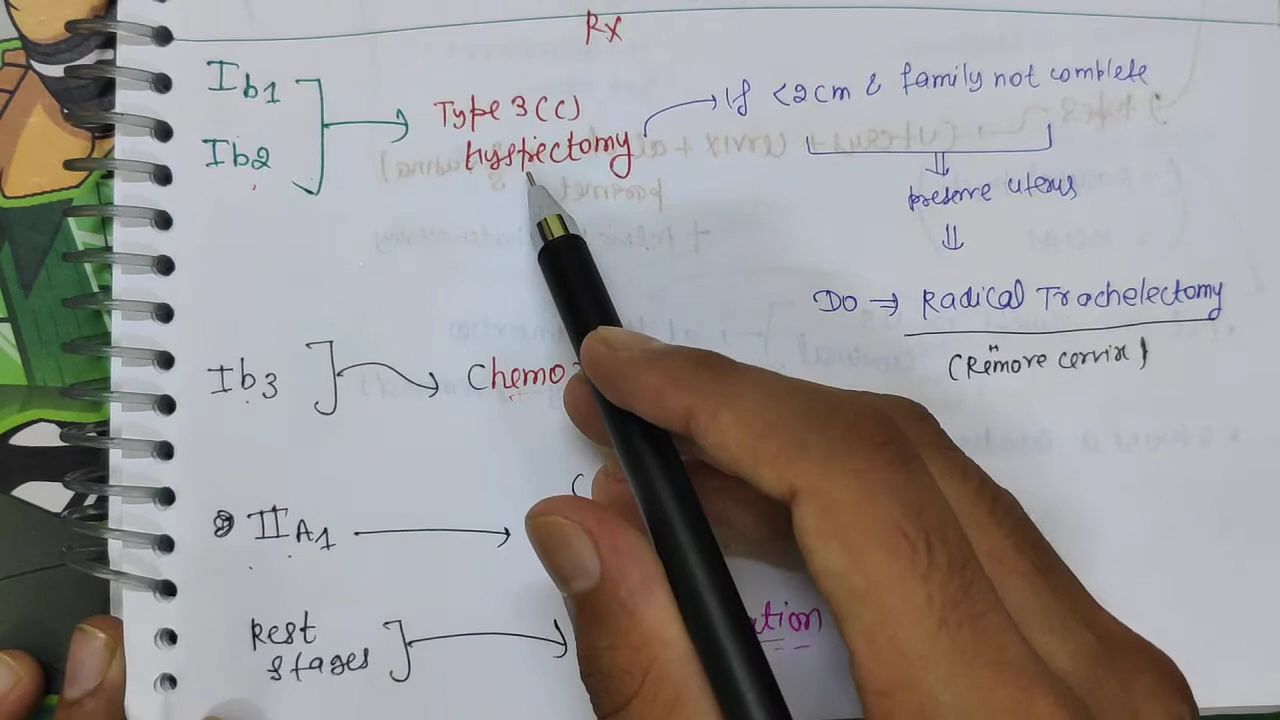 Rx
Ib1
Ib2
Type 3(C)
Hystrectomy
If <2cm & family not complete
preserve uterus
DO ⇒ Radical Trachelectomy
(Remove cervix)
Ib3
Chemo
IIA1
Rest
stages